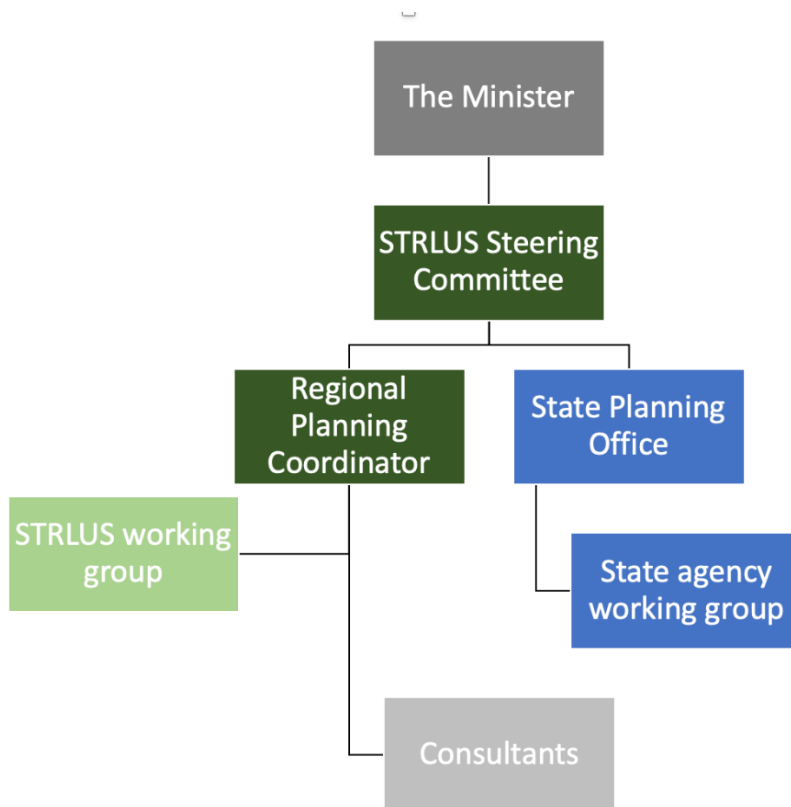 The Minister
STRLUS Steering
Committee
Regional
Planning
Coordinator
State Planning
Office
STRLUS working
group
State agency
working group
Consultants